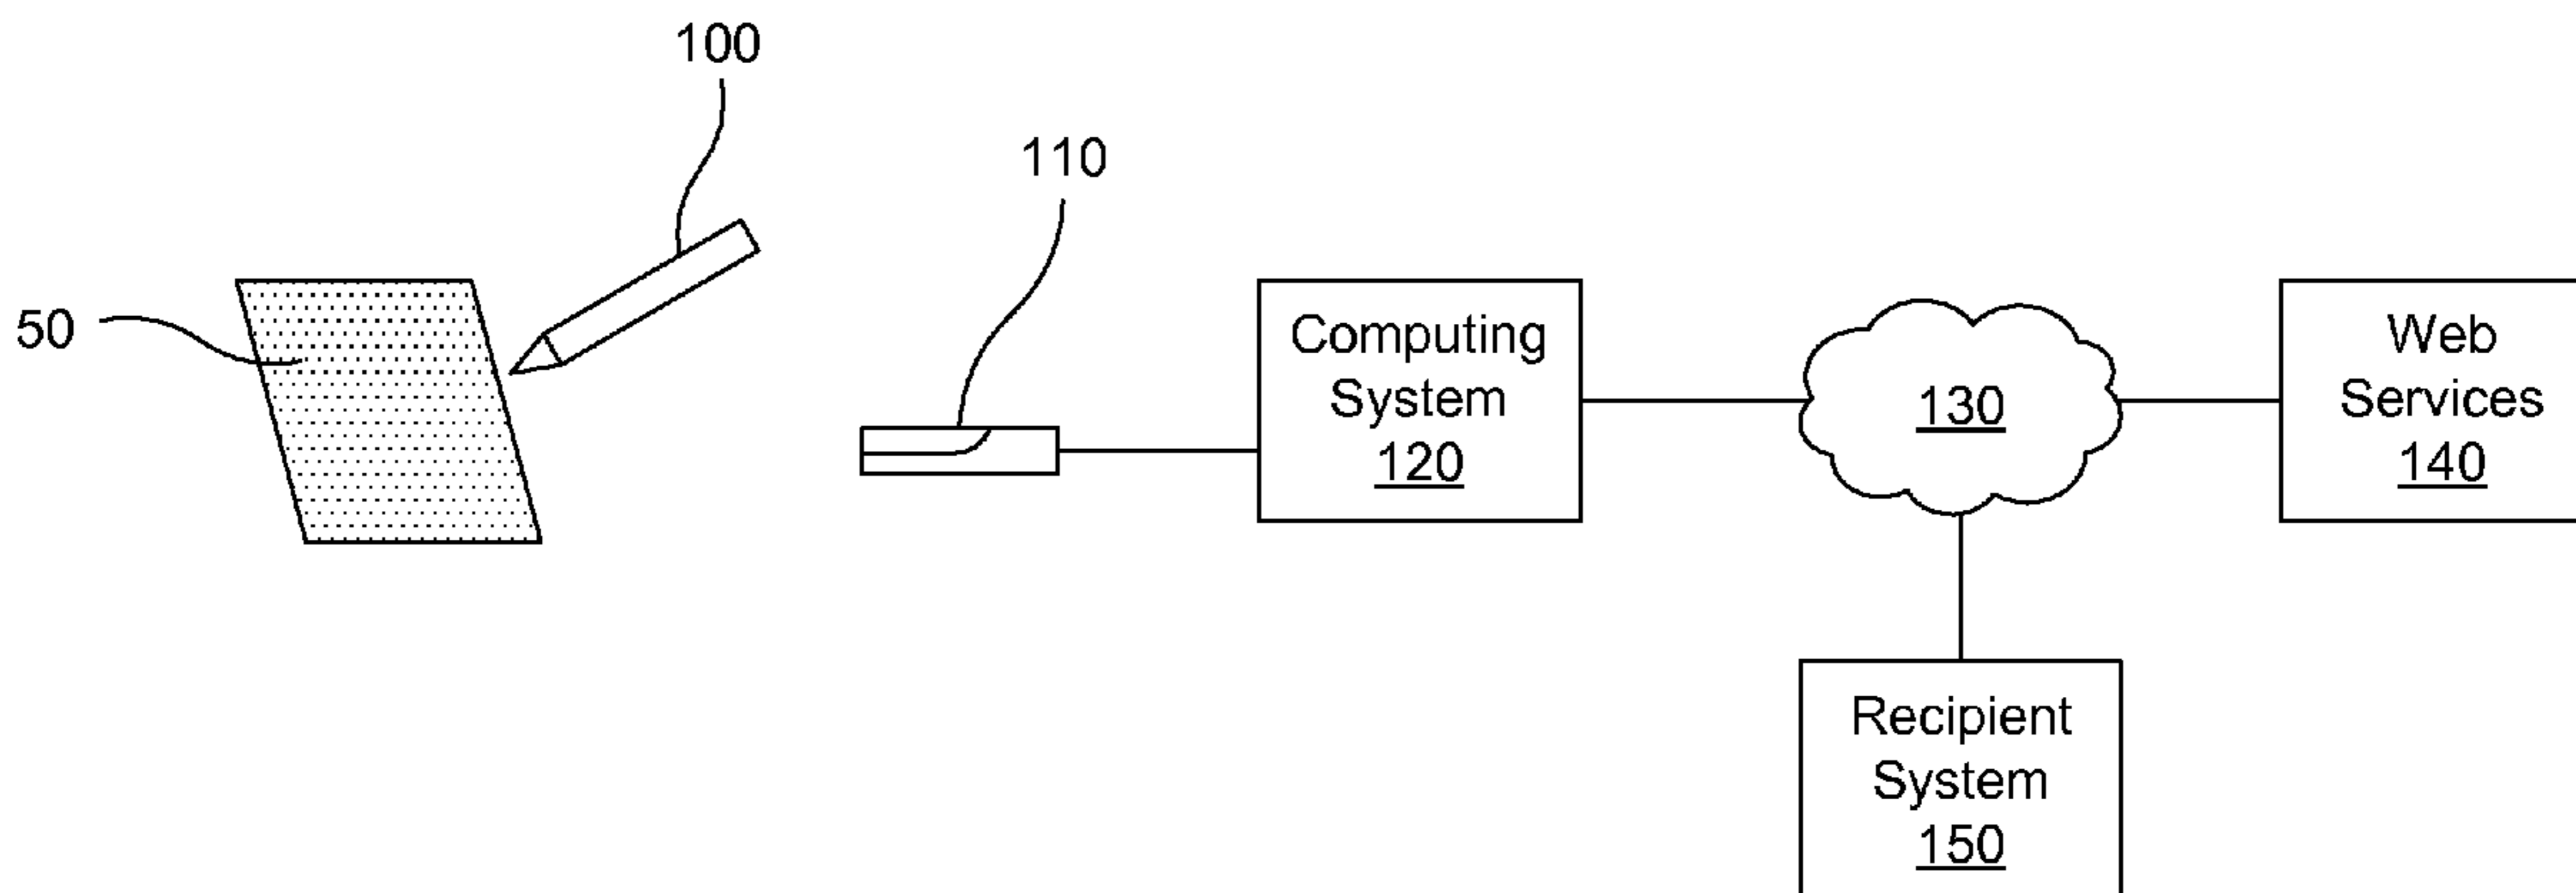 100
110
50
Computing
System
120
130
Web
Services
140
Recipient
System
150